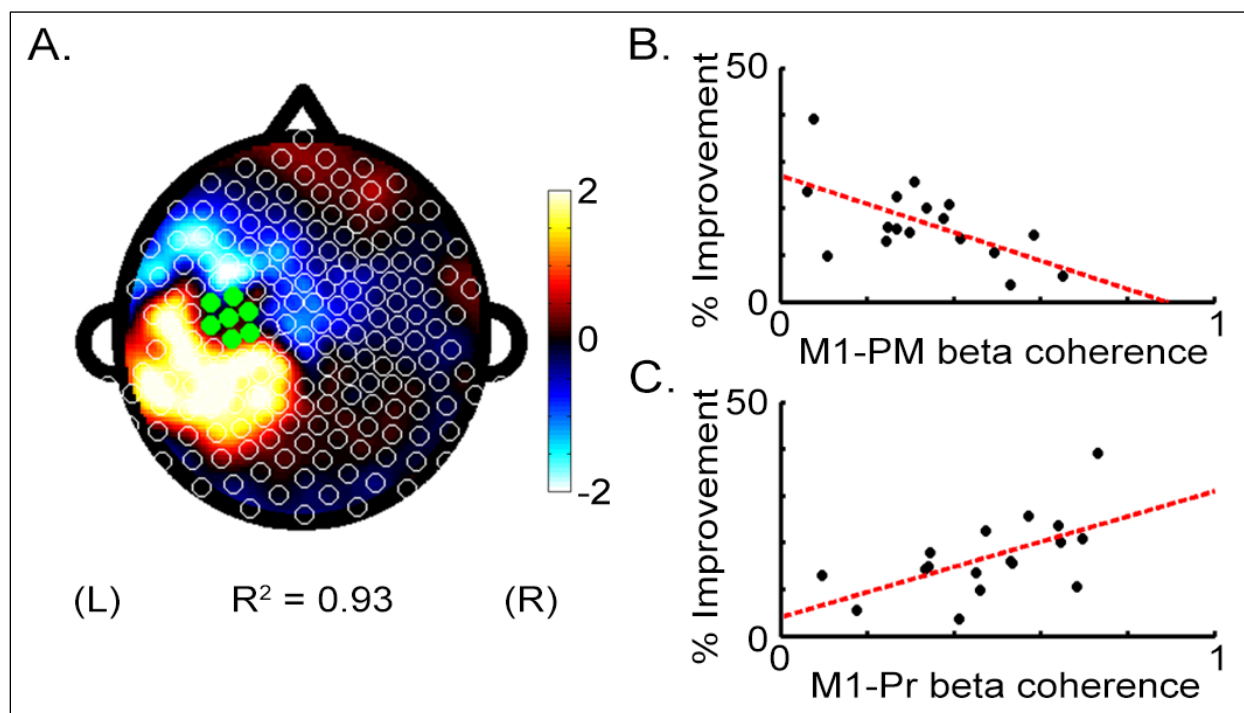 A.
2
0
-2
(L) R² = 0.93 (R)
B.
% Improvement
50
0
0 1
M1-PM beta coherence
C.
% Improvement
50
0
0 1
M1-Pr beta coherence